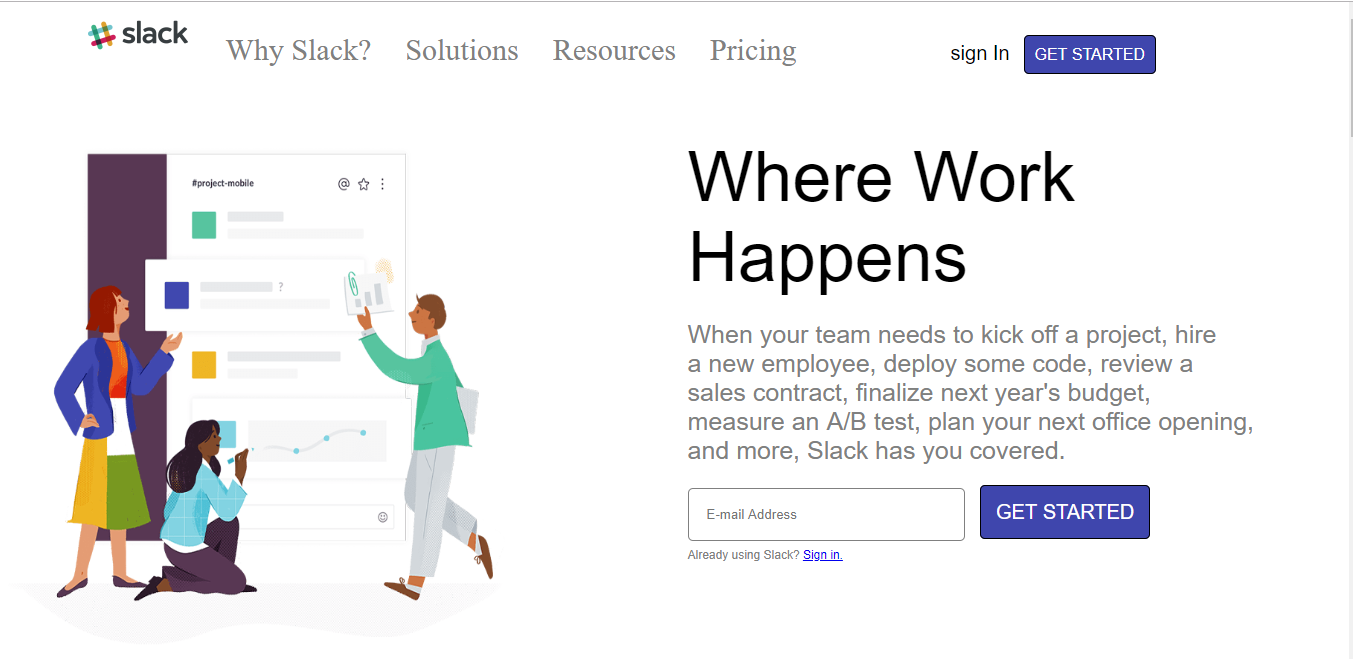 slack
Why Slack? Solutions Resources Pricing
sign In GET STARTED
#project-mobile
?
Where Work
Happens
When your team needs to kick off a project, hire
a new employee, deploy some code, review a
sales contract, finalize next year's budget,
measure an A/B test, plan your next office opening,
and more, Slack has you covered.
E-mail Address
GET STARTED
Already using Slack? Sign in.